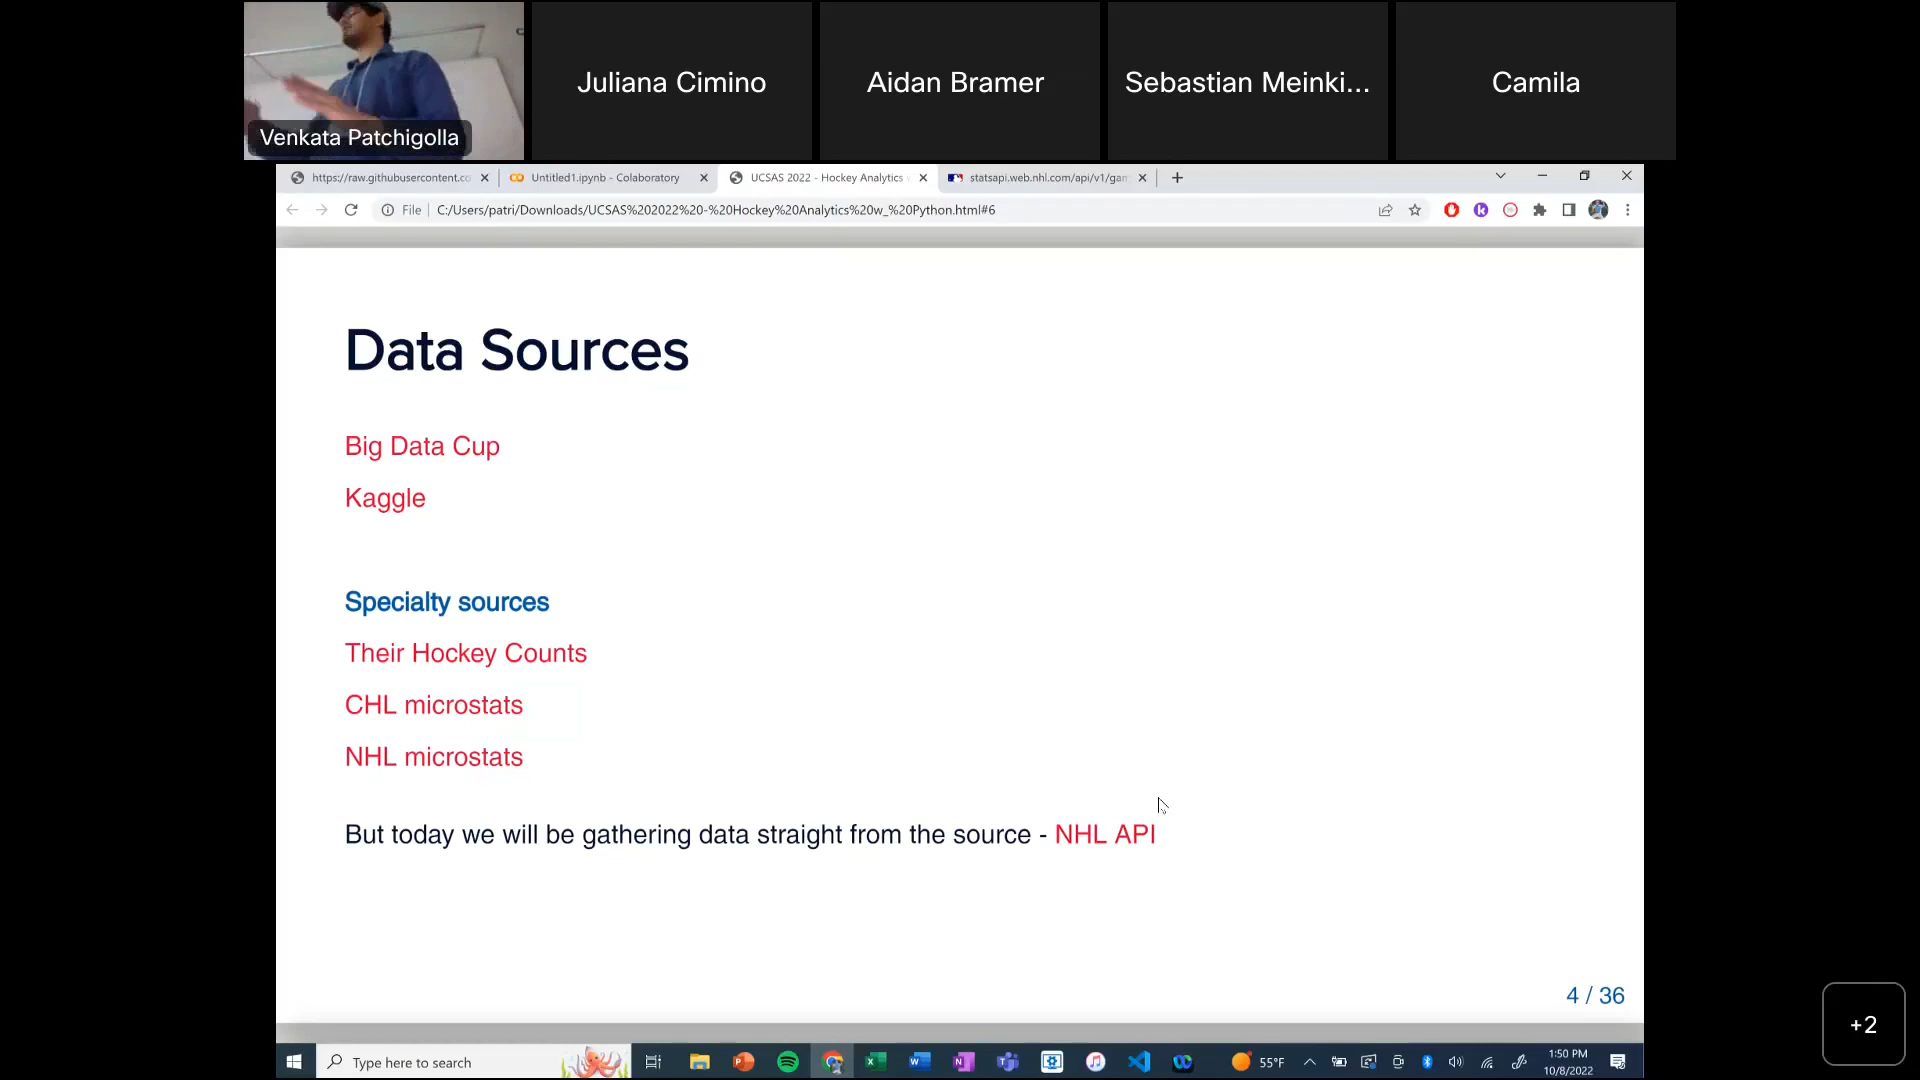 Venkata Patchigolla
Juliana Cimino
Aidan Bramer
Sebastian Meinki...
Camila
https://raw.githubusercontent.co
Untitled1.ipynb - Colaboratory
UCSAS 2022 - Hockey Analytics
statsapi.web.nhl.com/api/v1/gam
File
C:/Users/patri/Downloads/UCSAS%202022%20-%20Hockey%20Analytics%20w_%20Python.html#6
Data Sources
Big Data Cup
Kaggle
Specialty sources
Their Hockey Counts
CHL microstats
NHL microstats
But today we will be gathering data straight from the source - NHL API
4 / 36
+2
Type here to search
55°F
1:50 PM
10/8/2022